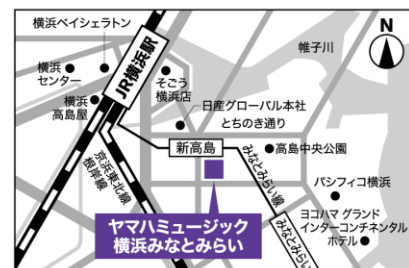 横浜ベイシェラトン
N
帷子川
JR横浜駅
横浜
センター
そごう
横浜店
横浜
高島屋
日産グローバル本社
とちのき通り
新高島
高島中央公園
京浜東北線
根岸線
みなとみらい線
パシフィコ横浜
ヨコハマ グランド
インターコンチネンタル
ホテル
ヤマハミュージック
横浜みなとみらい
みなとみらい